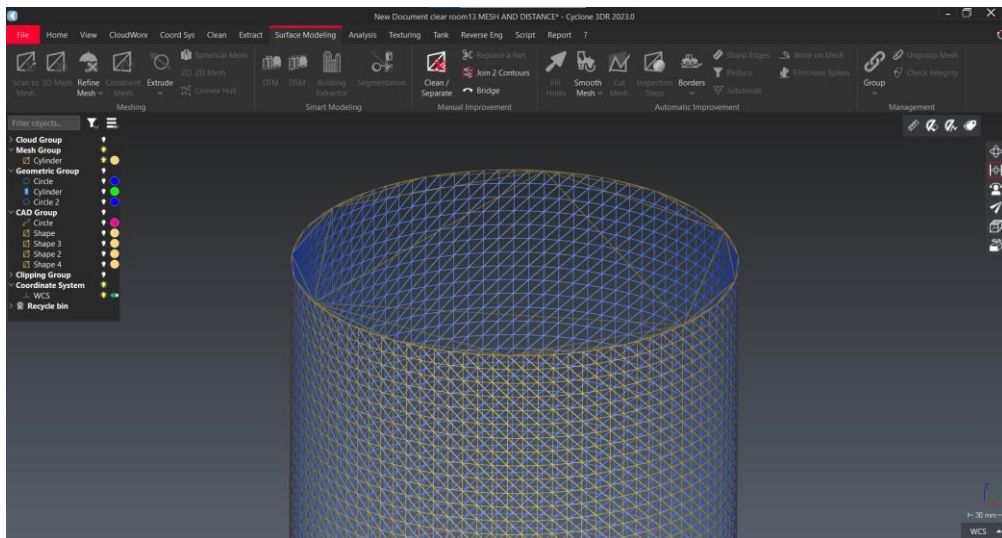 New Document clear room13 MESH AND DISTANCE* - Cyclone 3DR 2023.0
File Home View CloudWorx Coord Sys Clean Extract Surface Modeling Analysis Texturing Tank Reverse Eng Script Report ?
Scan to Mesh 3D Mesh Refine Mesh Constraint Mesh Extrude
Spherical Mesh
2D 2D Mesh
Convex Hull
DTM DSM Building Extractor Segmentation
Clean / Separate
Replace a Part
Join 2 Contours
Bridge
Fill Holes Smooth Mesh Cut Mesh Inspection Steps Borders
Sharp Edges
Reduce
Subdivide
Write on Mesh
Eliminate Spikes
Group
Ungroup Mesh
Check Integrity
Meshing Smart Modeling Manual Improvement Automatic Improvement Management
Filter objects...
Cloud Group
Mesh Group
Cylinder
Geometric Group
Circle
Cylinder
Circle 2
CAD Group
Circle
Shape
Shape 3
Shape 2
Shape 4
Clipping Group
Coordinate System
WCS
Recycle bin
Z
30 mm
WCS